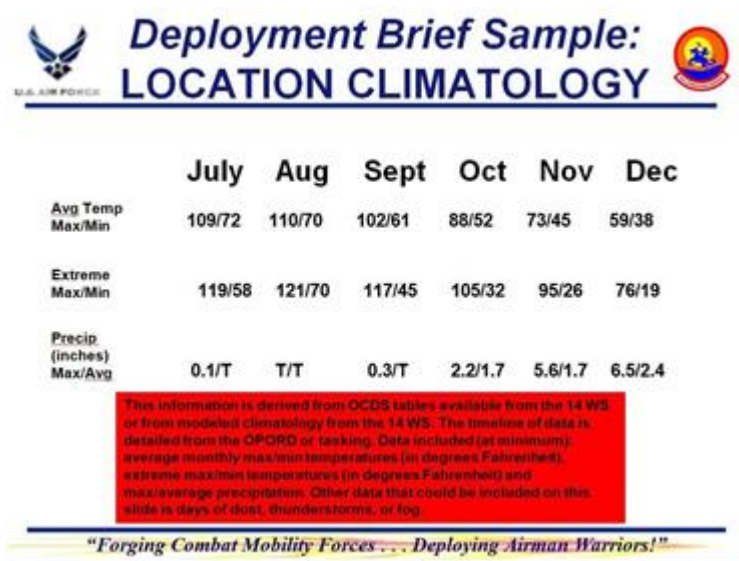 Deployment Brief Sample:
LOCATION CLIMATOLOGY
U.S. AIR FORCE
July Aug Sept Oct Nov Dec
Avg Temp
Max/Min 109/72 110/70 102/61 88/52 73/45 59/38
Extreme
Max/Min 119/58 121/70 117/45 105/32 95/26 76/19
Precip
(inches)
Max/Avg 0.1/T T/T 0.3/T 2.2/1.7 5.6/1.7 6.5/2.4
This information is derived from OCDS tables available from the 14 WS
or from modeled climatology from the 14 WS. The timeline of data is
detailed from the OPORD or tasking. Data included (at minimum):
average monthly max/min temperatures (in degrees Fahrenheit),
extreme max/min temperatures (in degrees Fahrenheit) and
max/average precipitation. Other data that could be included on this
slide is days of dust, thunderstorms, or fog.
“Forging Combat Mobility Forces . . . Deploying Airman Warriors!”